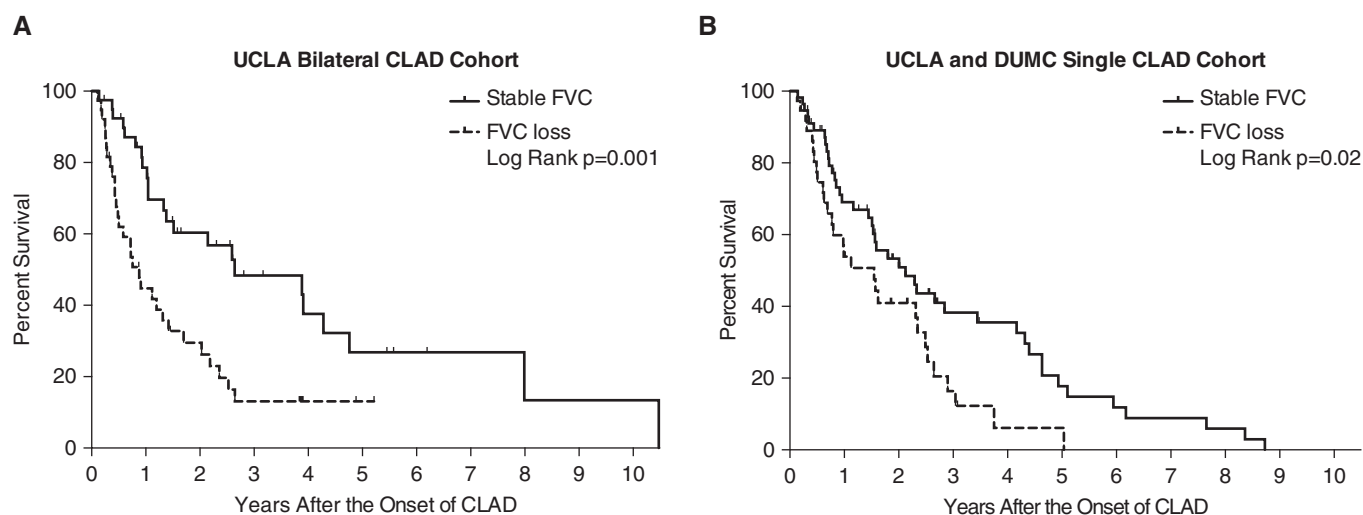 A
UCLA Bilateral CLAD Cohort
Stable FVC
FVC loss
Log Rank p=0.001
Percent Survival
100
80
60
40
20
0
0 1 2 3 4 5 6 7 8 9 10
Years After the Onset of CLAD
B
UCLA and DUMC Single CLAD Cohort
Stable FVC
FVC loss
Log Rank p=0.02
Percent Survival
100
80
60
40
20
0
0 1 2 3 4 5 6 7 8 9 10
Years After the Onset of CLAD